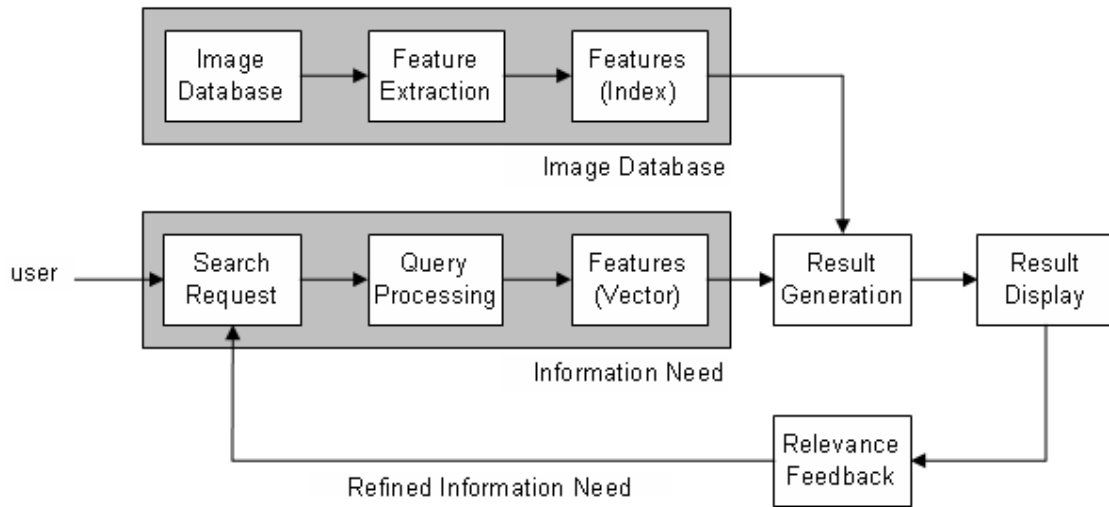 Image
Database
Feature
Extraction
Features
(Index)
Image Database
user
Search
Request
Query
Processing
Features
(Vector)
Result
Generation
Result
Display
Information Need
Relevance
Feedback
Refined Information Need